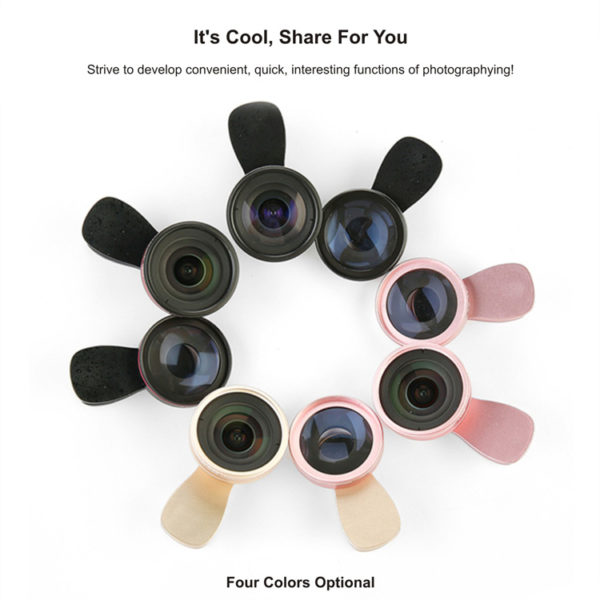 It's Cool, Share For You
Strive to develop convenient, quick, interesting functions of photographying!
Four Colors Optional